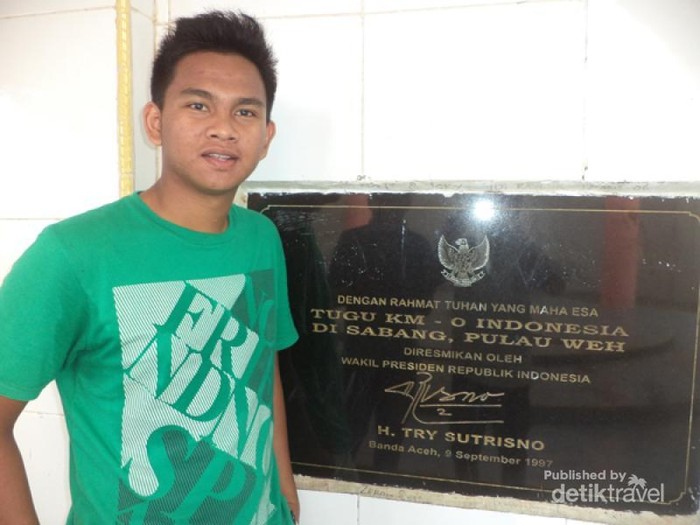 DENGAN RAHMAT TUHAN YANG MAHA ESA
TUGU KM - 0 INDONESIA
DI SABANG, PULAU WEH
DIRESMIKAN OLEH
WAKIL PRESIDEN REPUBLIK INDONESIA
H. TRY SUTRISNO
Banda Aceh, 9 September 1997
Published by
detiktravel